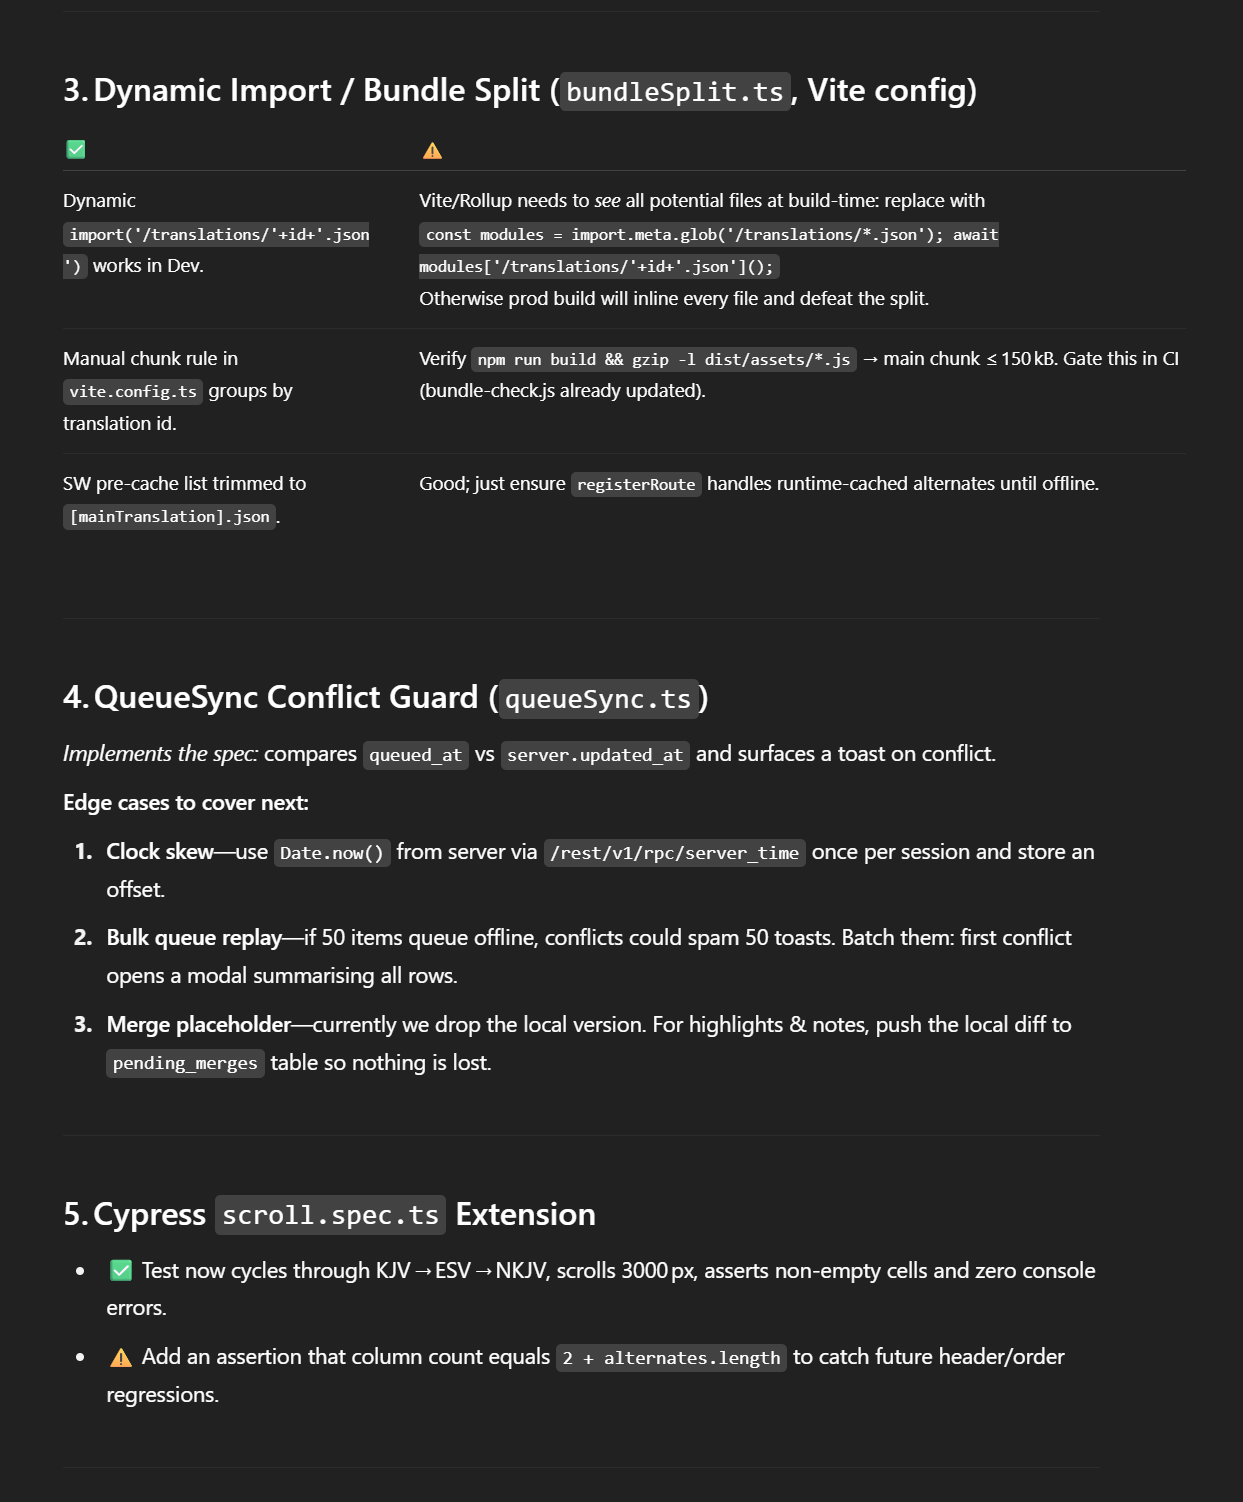 3. Dynamic Import / Bundle Split (bundleSplit.ts, Vite config)
✅ ⚠️
Dynamic
import('/translations/'+id+'.json
') works in Dev.
Vite/Rollup needs to see all potential files at build-time: replace with
const modules = import.meta.glob('/translations/*.json'); await
modules['/translations/'+id+'.json']();
Otherwise prod build will inline every file and defeat the split.
Manual chunk rule in
vite.config.ts groups by
translation id.
Verify npm run build && gzip -l dist/assets/*.js → main chunk ≤ 150 kB. Gate this in CI
(bundle-check.js already updated).
SW pre-cache list trimmed to
[mainTranslation].json.
Good; just ensure registerRoute handles runtime-cached alternates until offline.
4. QueueSync Conflict Guard (queueSync.ts)
Implements the spec: compares queued_at vs server.updated_at and surfaces a toast on conflict.
Edge cases to cover next:
1. Clock skew—use Date.now() from server via /rest/v1/rpc/server_time once per session and store an
offset.
2. Bulk queue replay—if 50 items queue offline, conflicts could spam 50 toasts. Batch them: first conflict
opens a modal summarising all rows.
3. Merge placeholder—currently we drop the local version. For highlights & notes, push the local diff to
pending_merges table so nothing is lost.
5. Cypress scroll.spec.ts Extension
• ✅ Test now cycles through KJV→ESV→NKJV, scrolls 3000 px, asserts non-empty cells and zero console
errors.
• ⚠️ Add an assertion that column count equals 2 + alternates.length to catch future header/order
regressions.